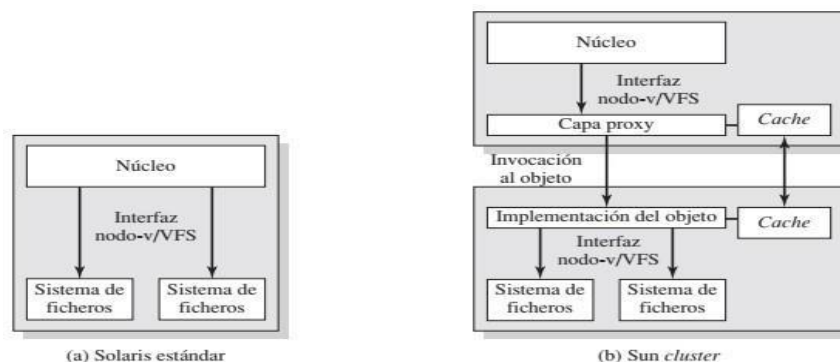 Núcleo
Interfaz
nodo-v/VFS
Sistema de
ficheros
Sistema de
ficheros
(a) Solaris estándar
Núcleo
Interfaz
nodo-v/VFS
Capa proxy
Cache
Invocación
al objeto
Implementación del objeto
Cache
Interfaz
nodo-v/VFS
Sistema de
ficheros
Sistema de
ficheros
(b) Sun cluster